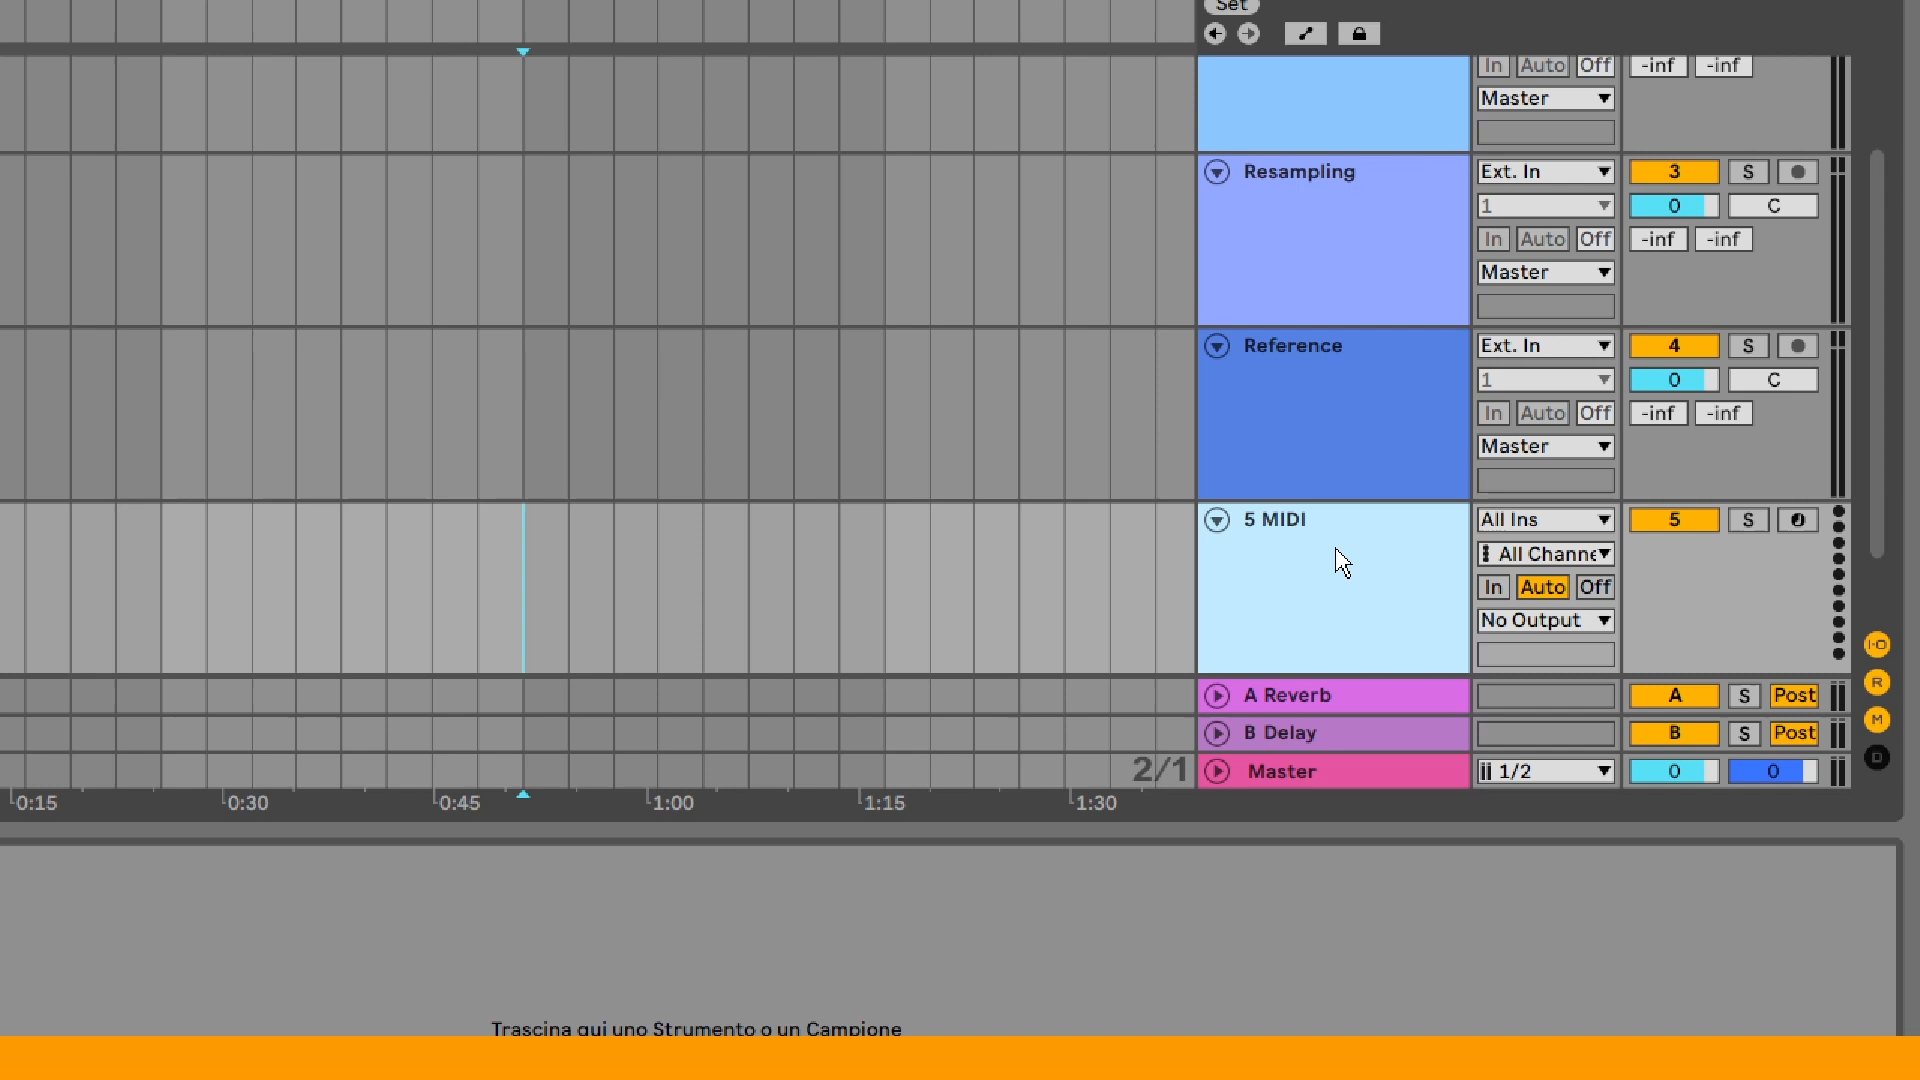 Set
In Auto Off -inf -inf
Master
Resampling Ext. In 3 S
1 0 C
In Auto Off -inf -inf
Master
Reference Ext. In 4 S
1 0 C
In Auto Off -inf -inf
Master
5 MIDI All Ins 5 S
All Channe
In Auto Off
No Output
I·O
A Reverb A S Post
R
B Delay B S Post
M
2/1 Master 1/2 0 0
D
0:15 0:30 0:45 1:00 1:15 1:30
Trascina qui uno Strumento o un Campione